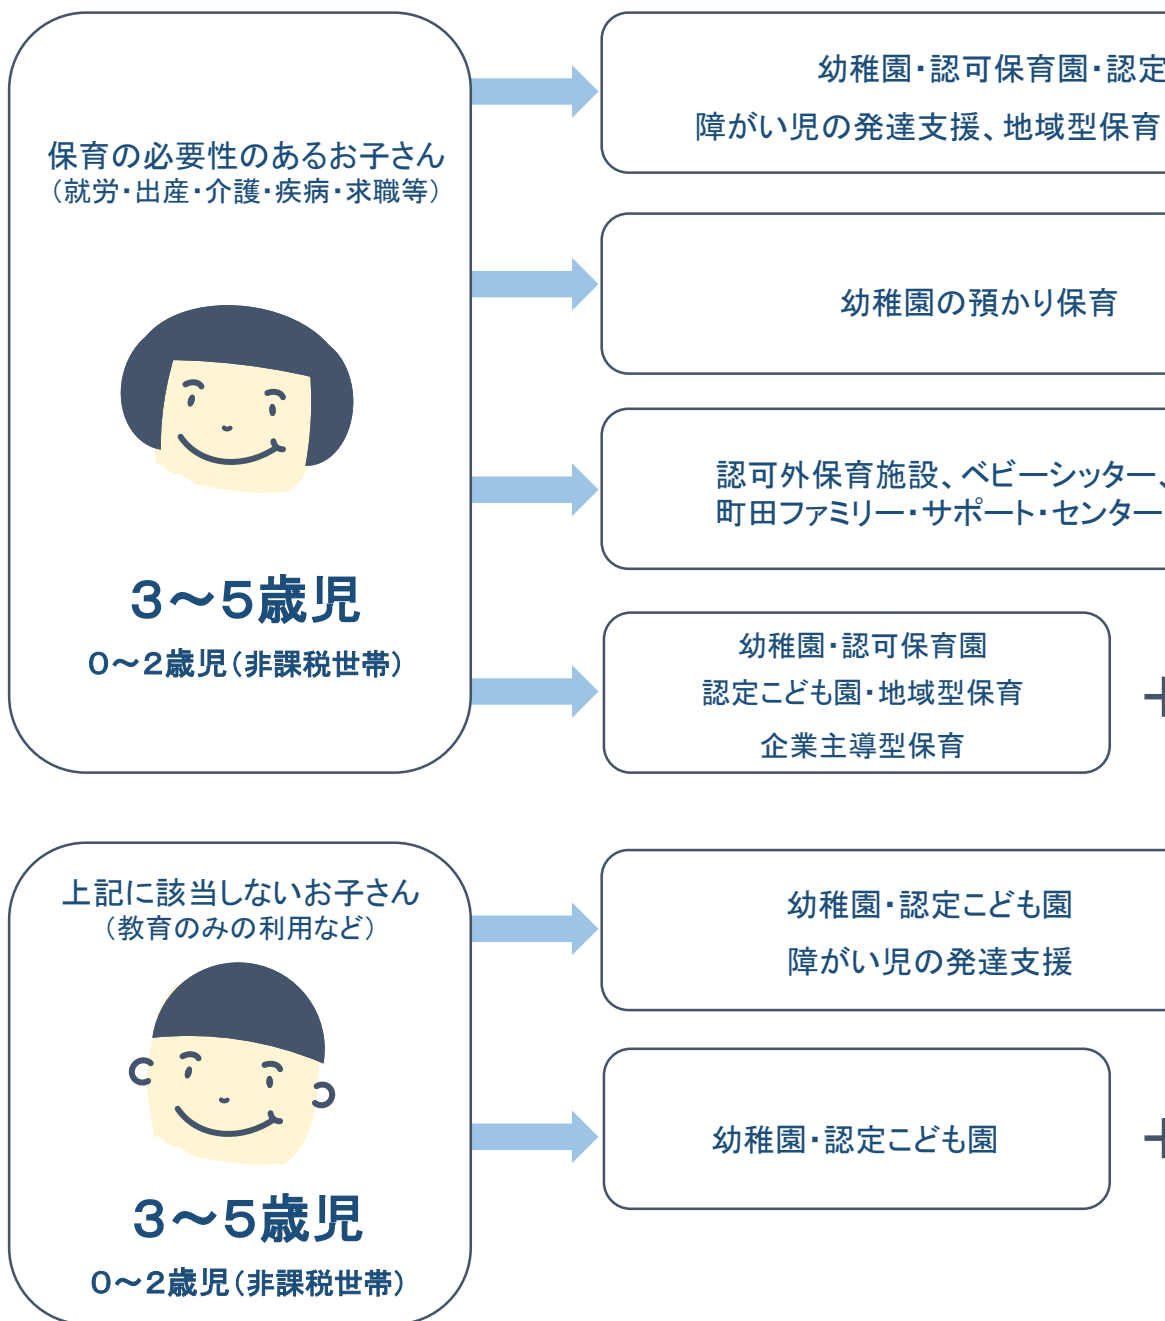 保育の必要性のあるお子さん
（就労・出産・介護・疾病・求職等）
3～5歳児
0～2歳児（非課税世帯）
幼稚園・認可保育園・認定
障がい児の発達支援、地域型保育
幼稚園の預かり保育
認可外保育施設、ベビーシッター、
町田ファミリー・サポート・センター
幼稚園・認可保育園
認定こども園・地域型保育
企業主導型保育
＋
上記に該当しないお子さん
（教育のみの利用など）
3～5歳児
0～2歳児（非課税世帯）
幼稚園・認定こども園
障がい児の発達支援
幼稚園・認定こども園
＋